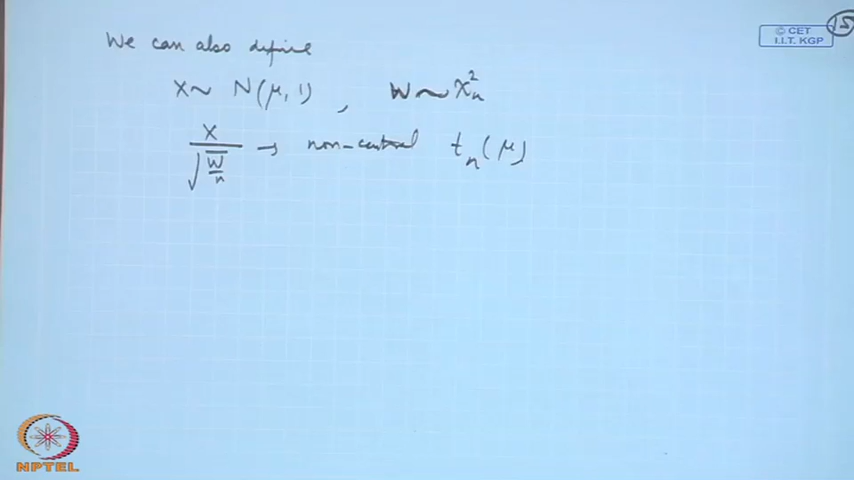 We can also define
X ~ N(μ, 1) , W ~ χ²ₙ
X / √(W/n) → non-central tₙ(μ)
© CET
I.I.T. KGP
15
NPTEL